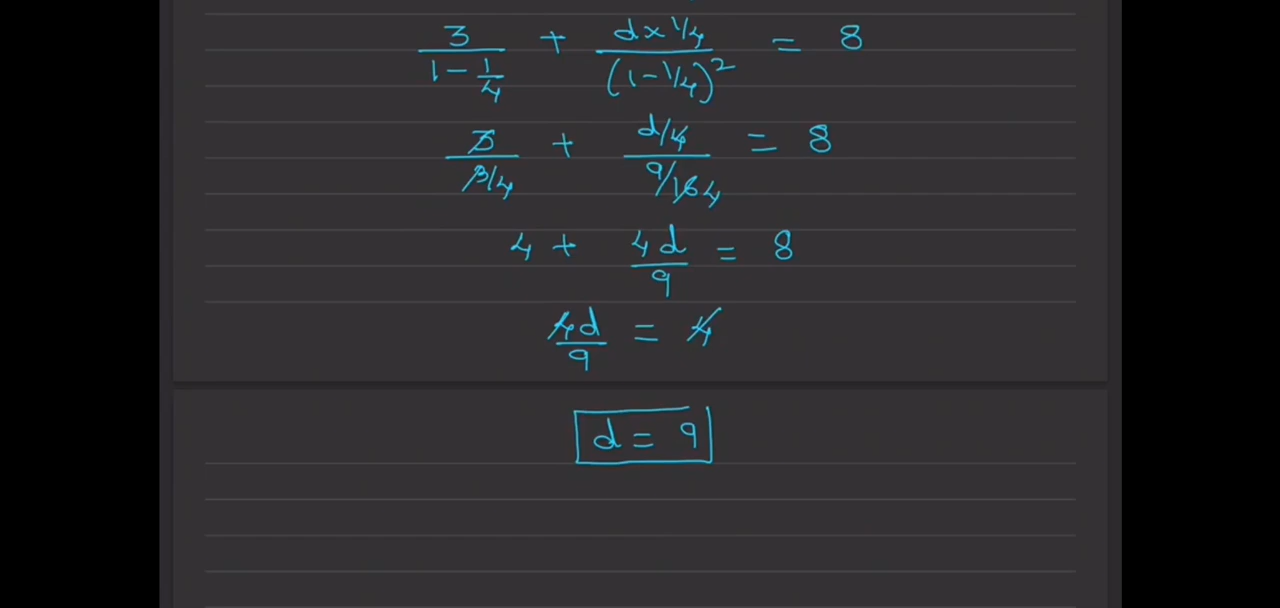 3/(1 - 1/4) + (d x 1/4)/(1 - 1/4)² = 8
3/(3/4) + (d/4)/(9/16 4) = 8
4 + 4d/9 = 8
4d/9 = 4
d = 9